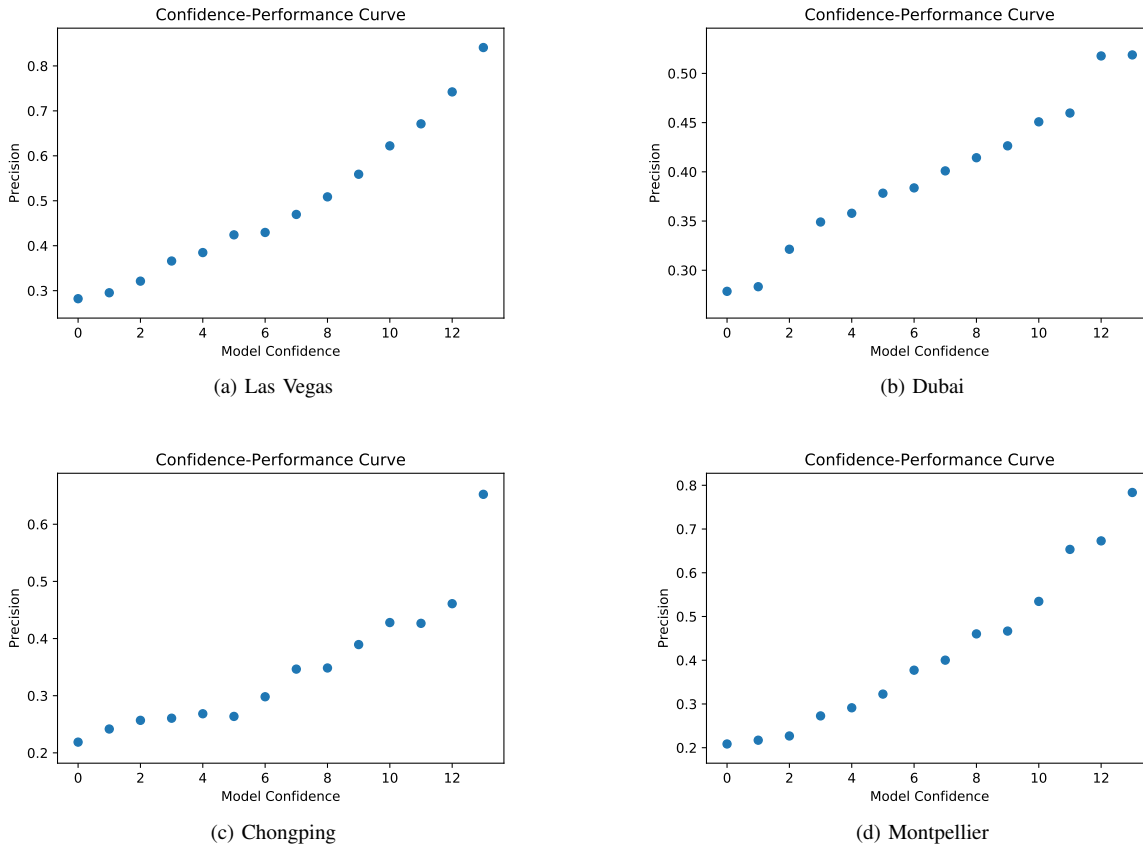 Confidence-Performance Curve
0.8
0.7
0.6
0.5
0.4
0.3
Precision
0 2 4 6 8 10 12
Model Confidence
(a) Las Vegas
Confidence-Performance Curve
0.50
0.45
0.40
0.35
0.30
Precision
0 2 4 6 8 10 12
Model Confidence
(b) Dubai
Confidence-Performance Curve
0.6
0.5
0.4
0.3
0.2
Precision
0 2 4 6 8 10 12
Model Confidence
(c) Chongping
Confidence-Performance Curve
0.8
0.7
0.6
0.5
0.4
0.3
0.2
Precision
0 2 4 6 8 10 12
Model Confidence
(d) Montpellier